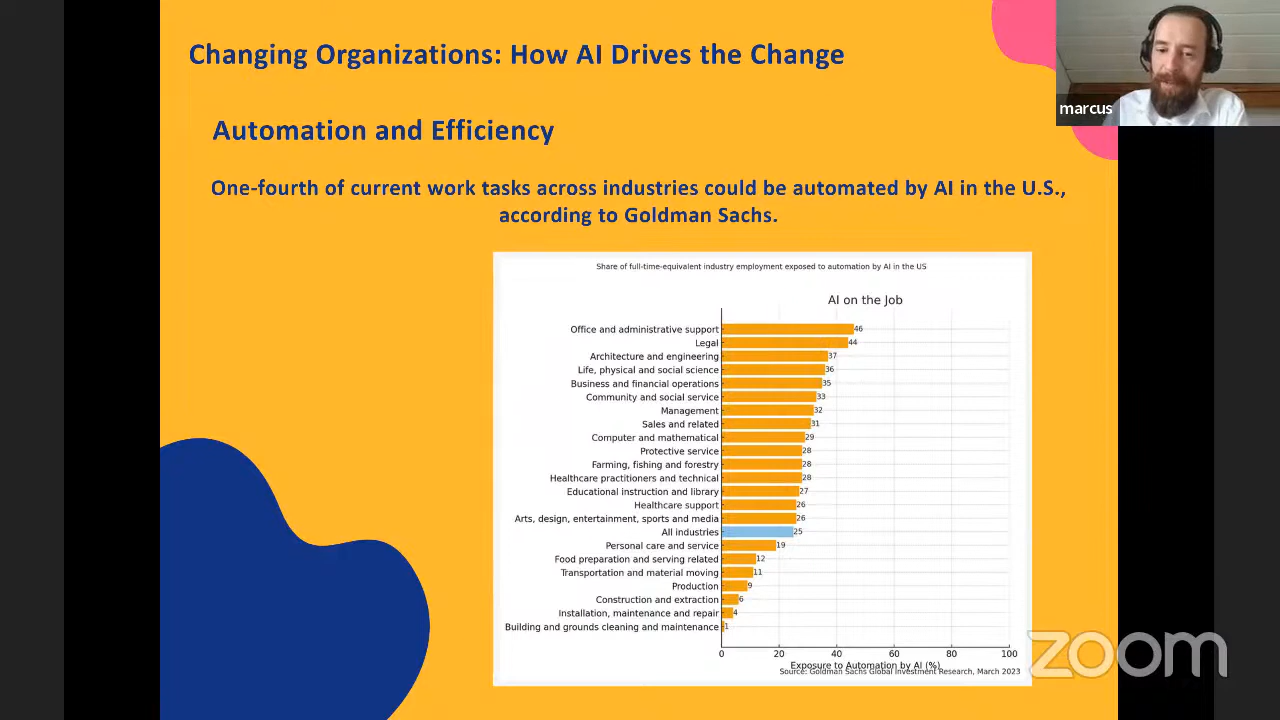 Changing Organizations: How AI Drives the Change
marcus
Automation and Efficiency
One-fourth of current work tasks across industries could be automated by AI in the U.S.,
according to Goldman Sachs.
Share of full-time-equivalent industry employment exposed to automation by AI in the US
AI on the Job
Office and administrative support 46
Legal 44
Architecture and engineering 37
Life, physical and social science 36
Business and financial operations 35
Community and social service 33
Management 32
Sales and related 31
Computer and mathematical 29
Protective service 28
Farming, fishing and forestry 28
Healthcare practitioners and technical 28
Educational instruction and library 27
Healthcare support 26
Arts, design, entertainment, sports and media 26
All industries 25
Personal care and service 19
Food preparation and serving related 12
Transportation and material moving 11
Production 9
Construction and extraction 6
Installation, maintenance and repair 4
Building and grounds cleaning and maintenance 1
0 20 40 60 80 100
Exposure to Automation by AI (%)
Source: Goldman Sachs Global Investment Research, March 2023
zoom